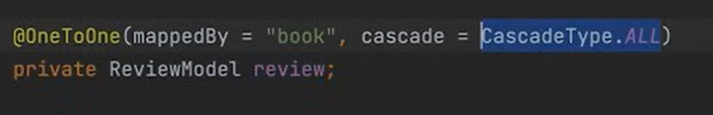 @OneToOne(mappedBy = "book", cascade = CascadeType.ALL)
private ReviewModel review;